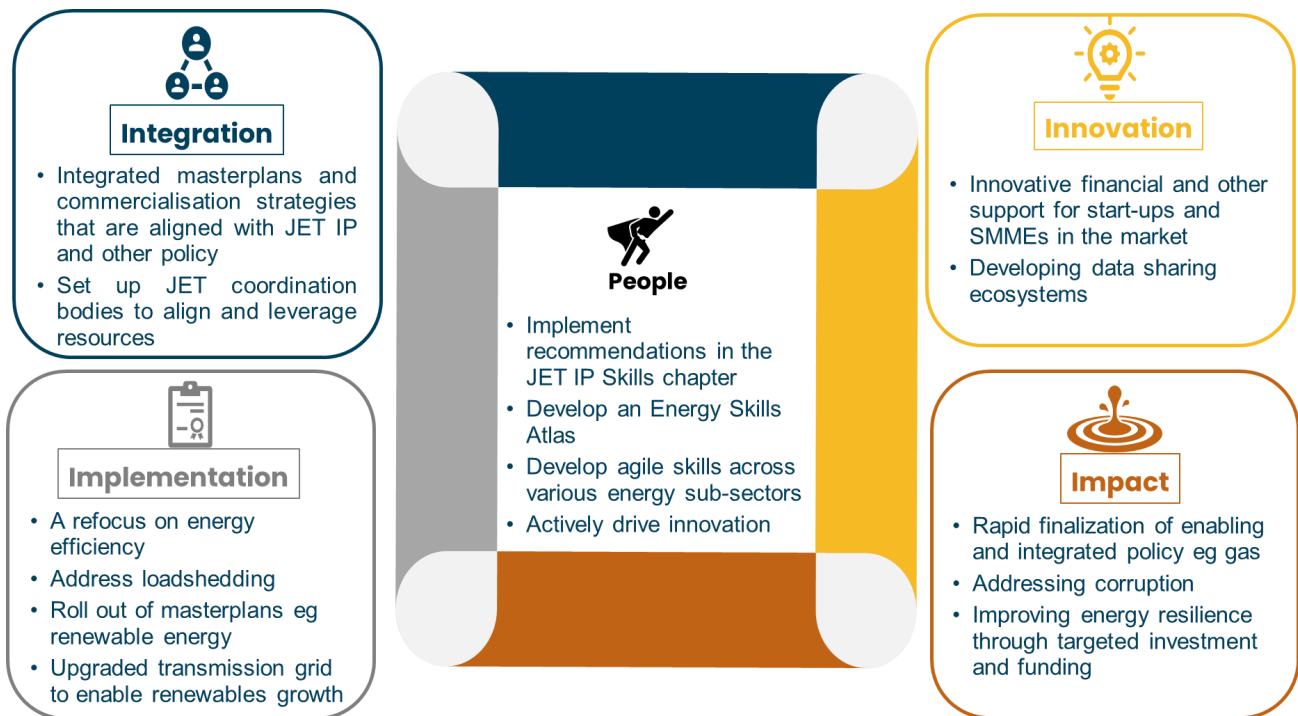 Integration
• Integrated masterplans and
commercialisation strategies
that are aligned with JET IP
and other policy
• Set up JET coordination
bodies to align and leverage
resources
Implementation
• A refocus on energy
efficiency
• Address loadshedding
• Roll out of masterplans eg
renewable energy
• Upgraded transmission grid
to enable renewables growth
People
• Implement
recommendations in the
JET IP Skills chapter
• Develop an Energy Skills
Atlas
• Develop agile skills across
various energy sub-sectors
• Actively drive innovation
Innovation
• Innovative financial and other
support for start-ups and
SMMEs in the market
• Developing data sharing
ecosystems
Impact
• Rapid finalization of enabling
and integrated policy eg gas
• Addressing corruption
• Improving energy resilience
through targeted investment
and funding